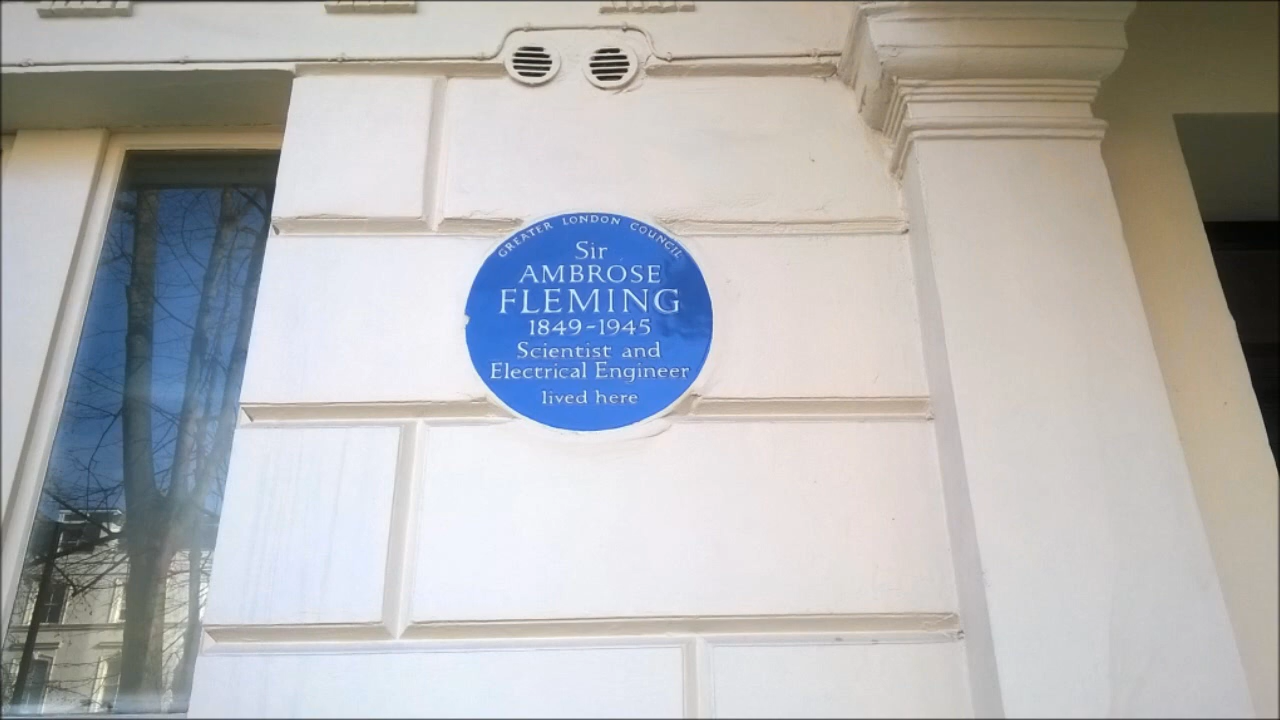 GREATER LONDON COUNCIL
Sir
AMBROSE
FLEMING
1849-1945
Scientist and
Electrical Engineer
lived here